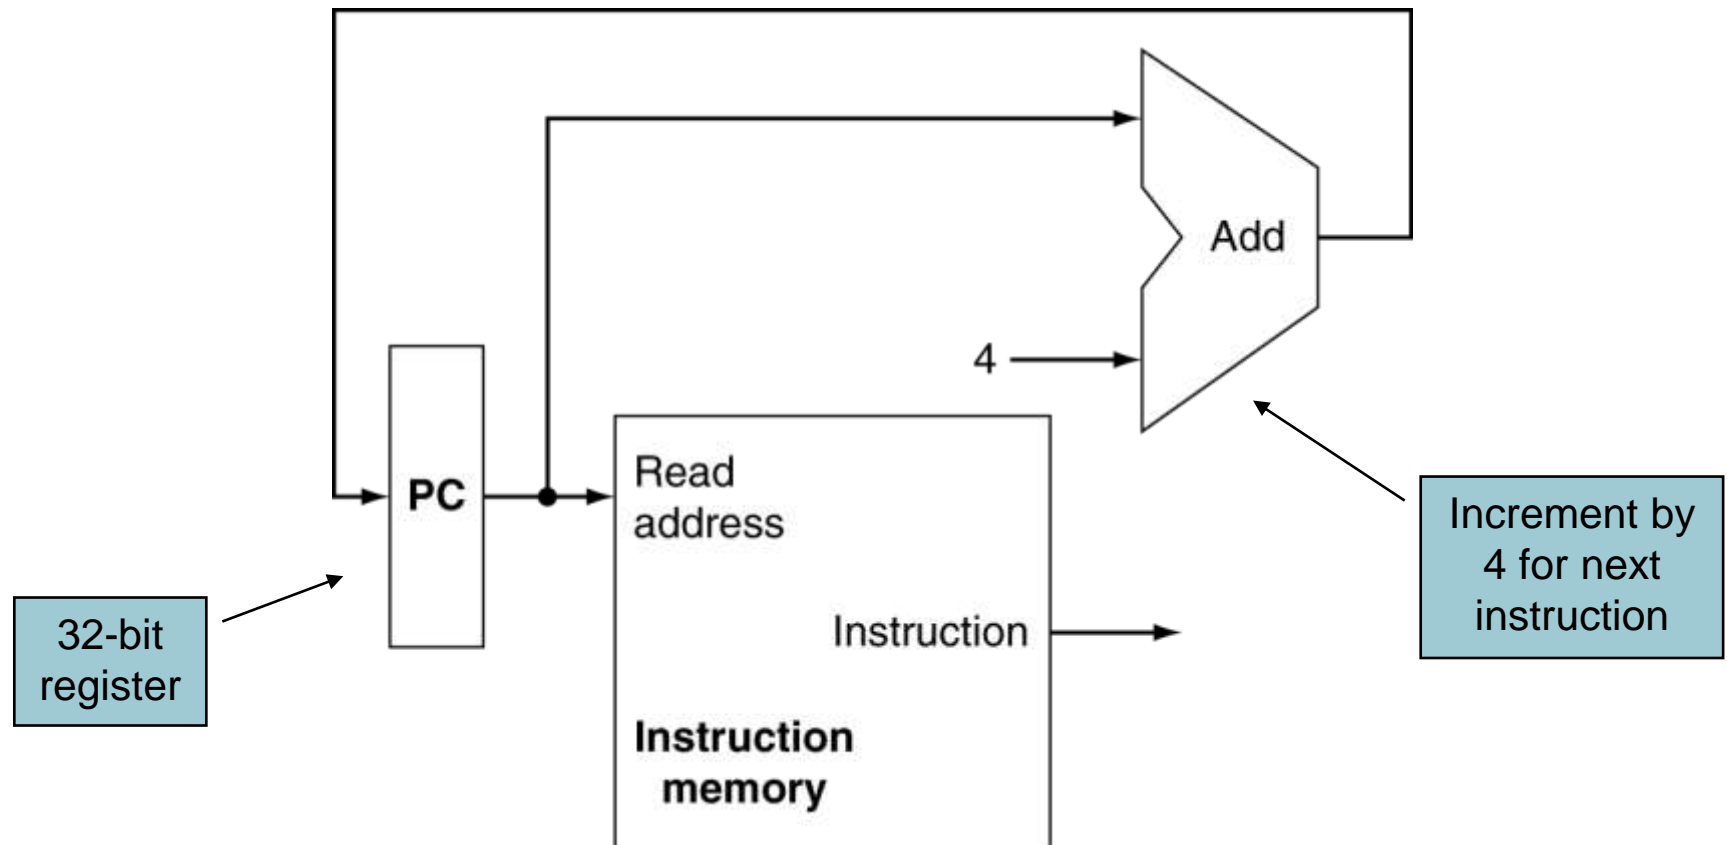 Add
4
PC
Read
address
Increment by
4 for next
instruction
32-bit
register
Instruction
Instruction
memory